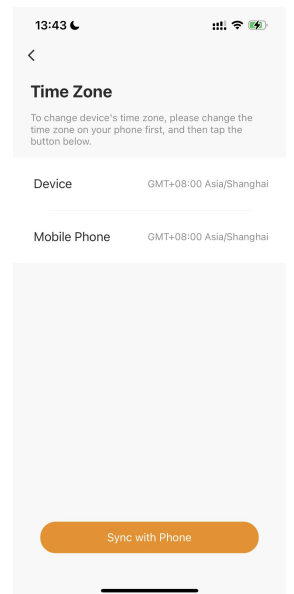 13:43
Time Zone
To change device's time zone, please change the
time zone on your phone first, and then tap the
button below.
Device GMT+08:00 Asia/Shanghai
Mobile Phone GMT+08:00 Asia/Shanghai
Sync with Phone